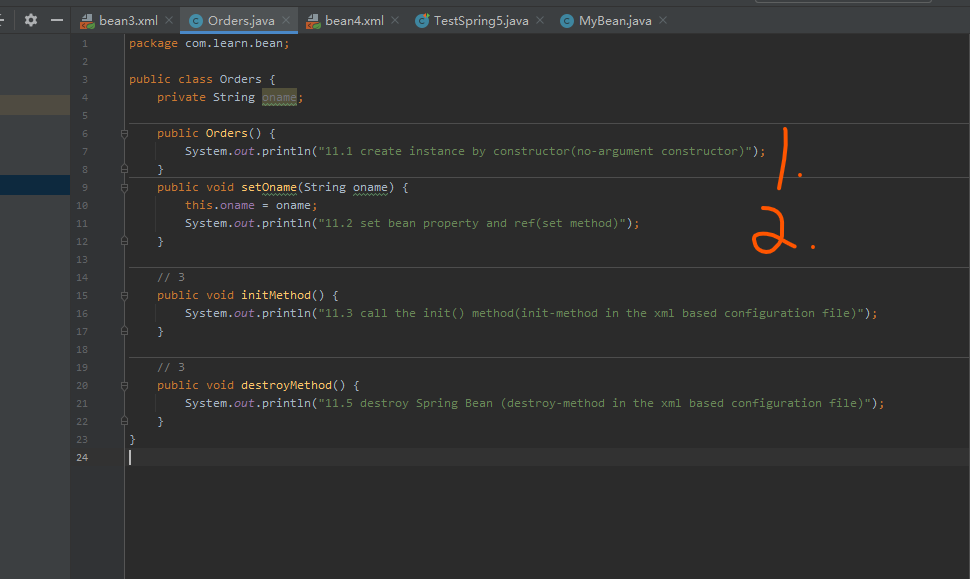 bean3.xml Orders.java bean4.xml TestSpring5.java MyBean.java
1 package com.learn.bean;
2
3 public class Orders {
4 private String oname;
5
6 public Orders() {
7 System.out.println("11.1 create instance by constructor(no-argument constructor)");
8 }
9 public void setOname(String oname) {
10 this.oname = oname;
11 System.out.println("11.2 set bean property and ref(set method)");
12 }
13
14 // 3
15 public void initMethod() {
16 System.out.println("11.3 call the init() method(init-method in the xml based configuration file)");
17 }
18
19 // 3
20 public void destroyMethod() {
21 System.out.println("11.5 destroy Spring Bean (destroy-method in the xml based configuration file)");
22 }
23 }
24
1.
2.